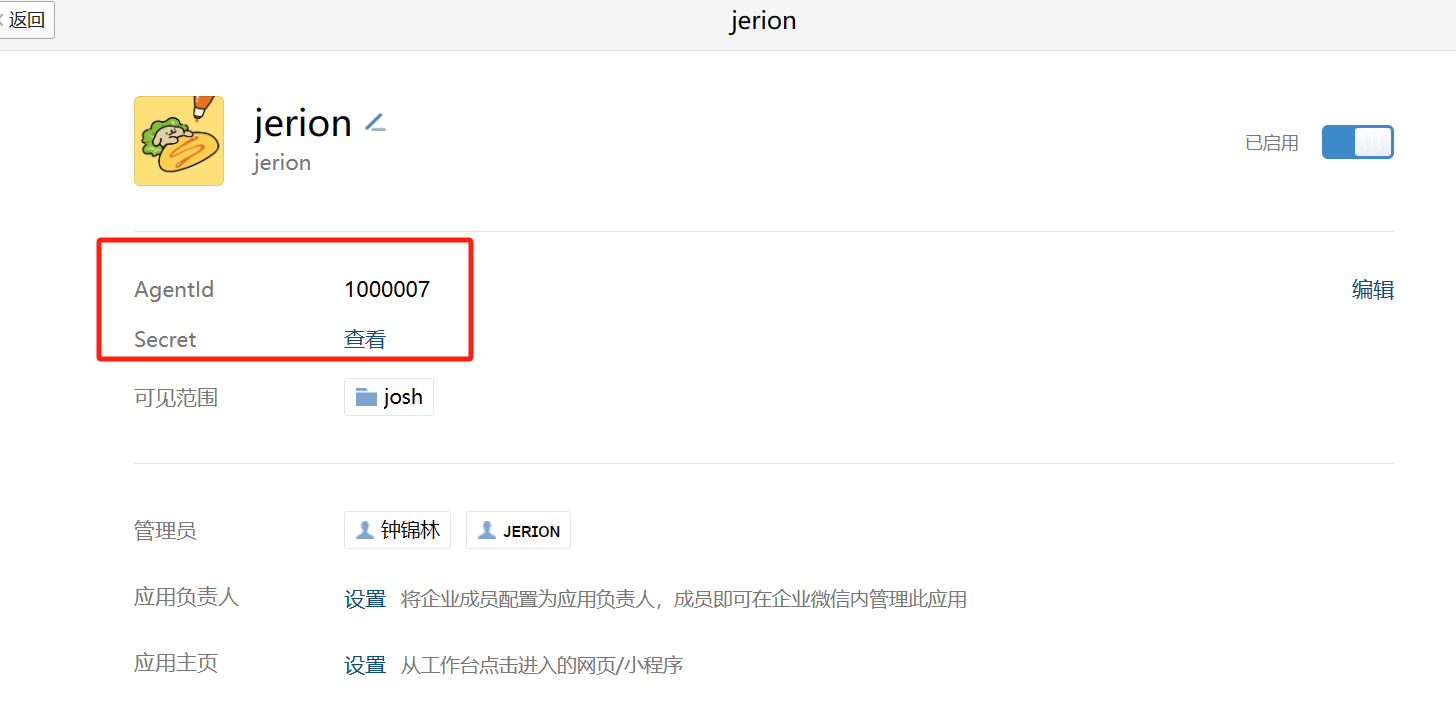 返回
jerion
jerion
jerion
已启用
AgentId 1000007
编辑
Secret 查看
可见范围 josh
管理员 钟锦林 JERION
应用负责人 设置 将企业成员配置为应用负责人，成员即可在企业微信内管理此应用
应用主页 设置 从工作台点击进入的网页/小程序